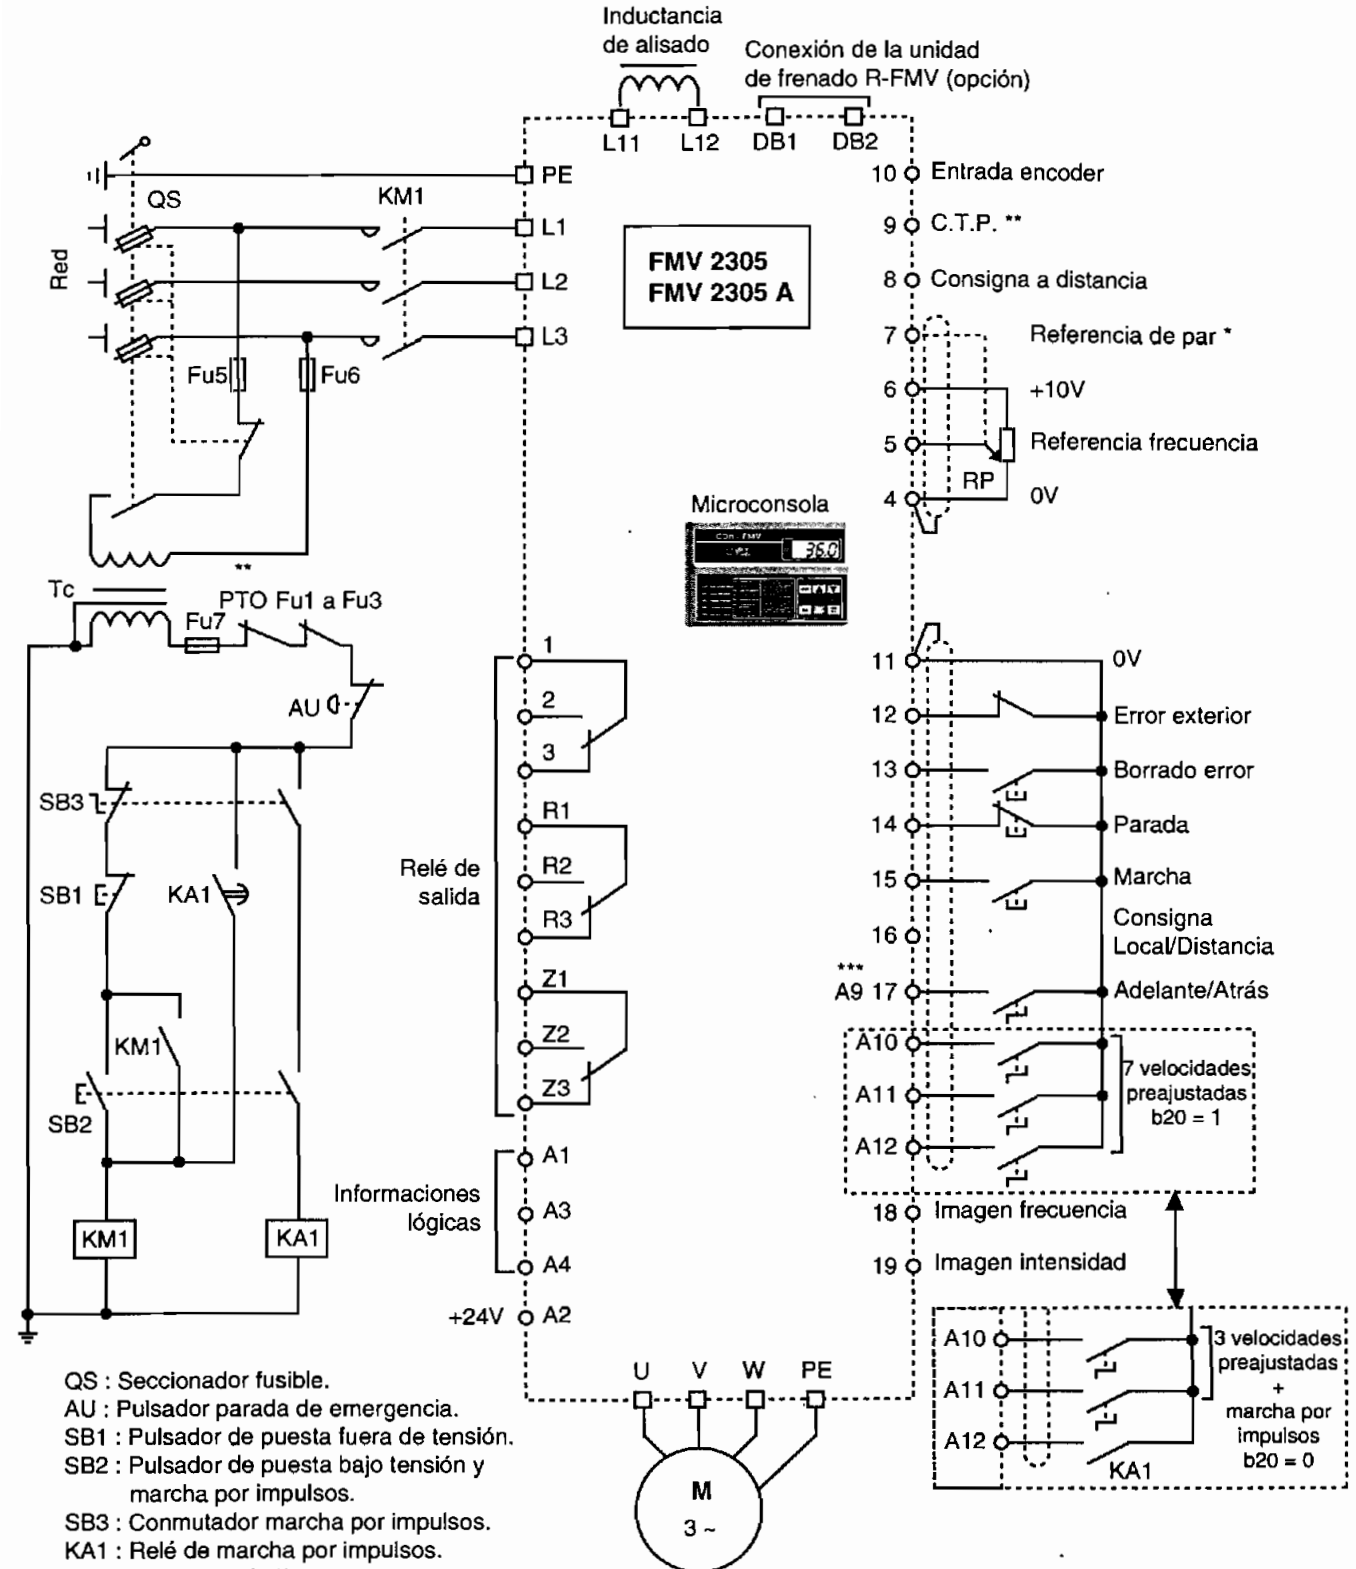 Inductancia
de alisado
Conexión de la unidad
de frenado R-FMV (opción)
L11
L12
DB1
DB2
PE
10
Entrada encoder
QS
KM1
L1
9
C.T.P. **
FMV 2305
FMV 2305 A
Red
L2
8
Consigna a distancia
L3
7
Referencia de par *
Fu5
Fu6
6
+10V
5
Referencia frecuencia
RP
4
0V
Microconsola
36.0
**
Tc
PTO Fu1 a Fu3
Fu7
1
11
0V
AU
2
12
Error exterior
3
13
Borrado error
SB3
R1
14
Parada
Relé de
salida
R2
15
Marcha
SB1
KA1
R3
16
Consigna
Local/Distancia
***
Z1
A9 17
Adelante/Atrás
KM1
Z2
A10
7 velocidades
preajustadas
b20 = 1
Z3
A11
SB2
A12
A1
Informaciones
lógicas
A3
18
Imagen frecuencia
KM1
KA1
A4
19
Imagen intensidad
+24V
A2
A10
3 velocidades
preajustadas
+
marcha por
impulsos
b20 = 0
A11
A12
KA1
U
V
W
PE
M
3 ~
QS : Seccionador fusible.
AU : Pulsador parada de emergencia.
SB1 : Pulsador de puesta fuera de tensión.
SB2 : Pulsador de puesta bajo tensión y
marcha por impulsos.
SB3 : Conmutador marcha por impulsos.
KA1 : Relé de marcha por impulsos.